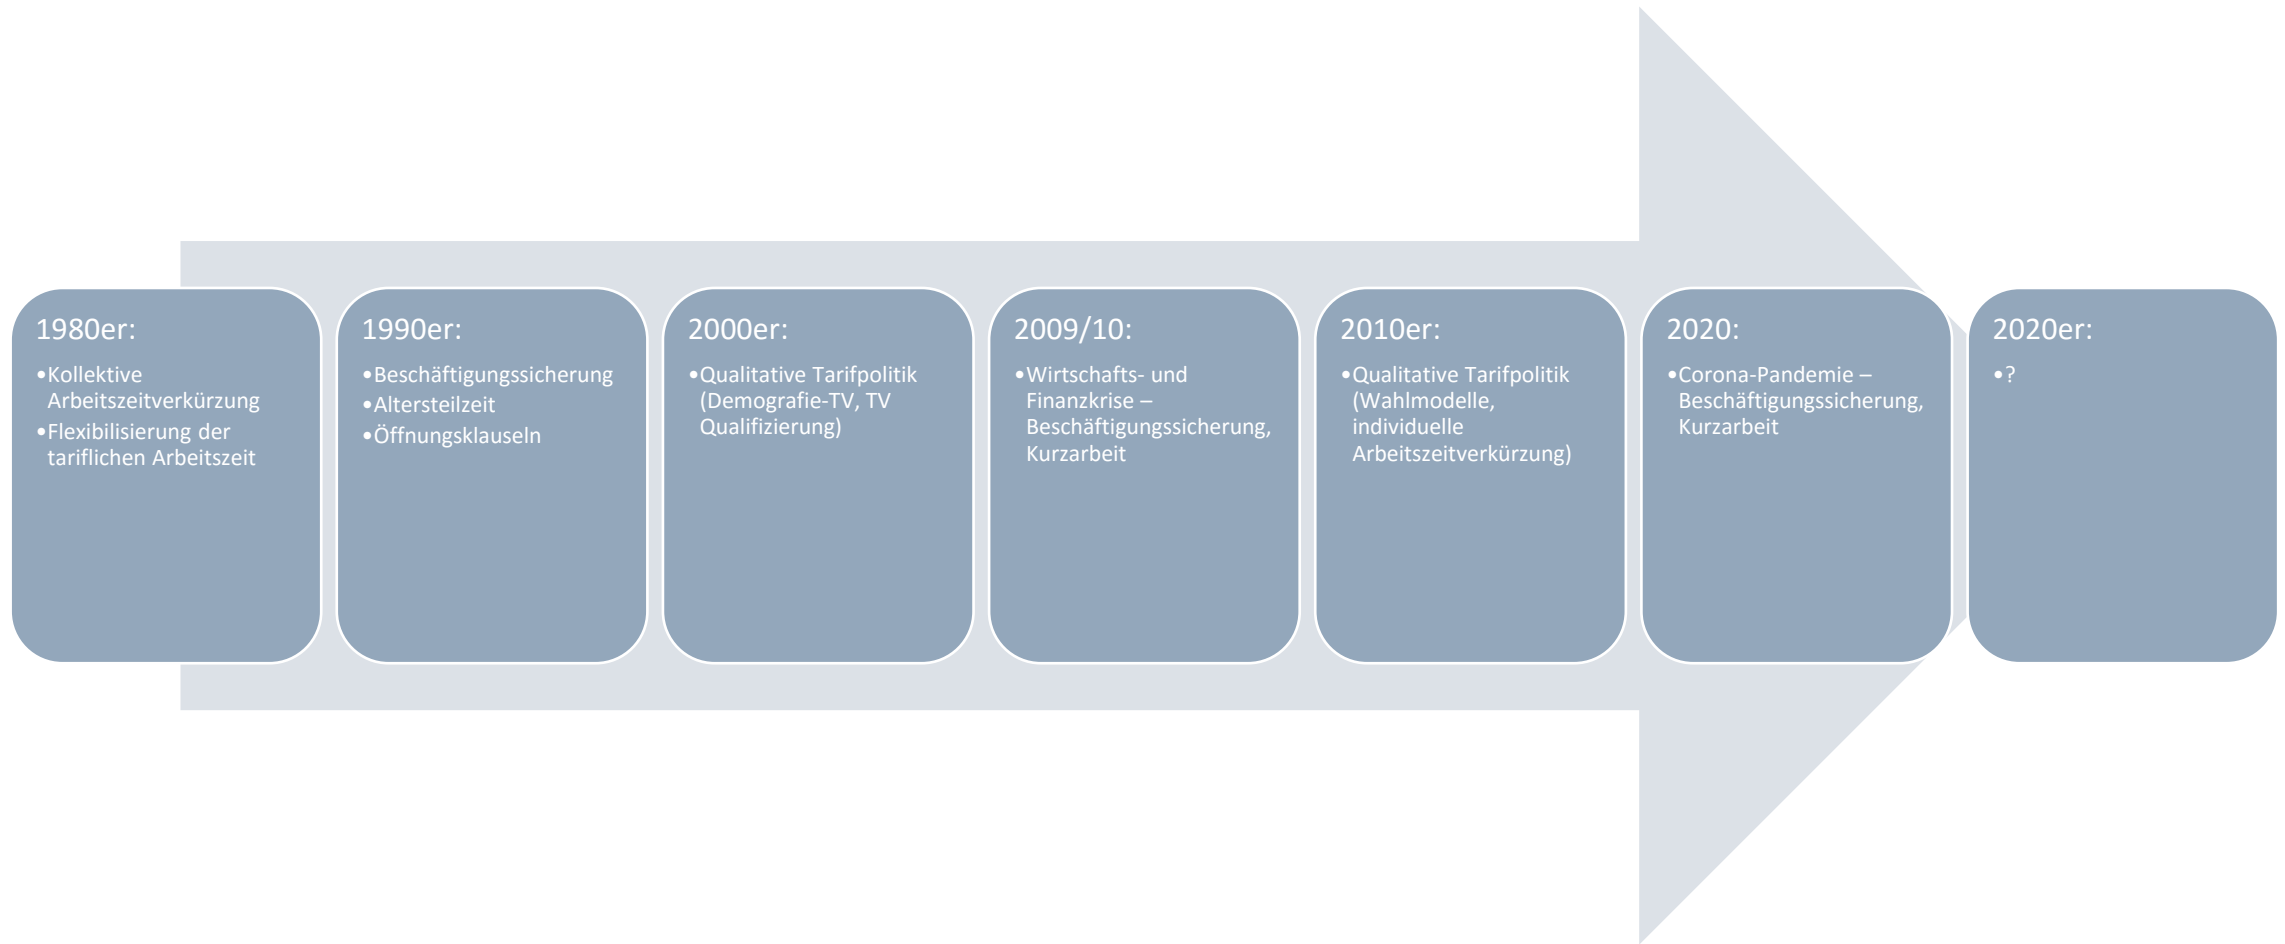 1980er:
•Kollektive
Arbeitszeitverkürzung
•Flexibilisierung der
tariflichen Arbeitszeit
1990er:
•Beschäftigungssicherung
•Altersteilzeit
•Öffnungsklauseln
2000er:
•Qualitative Tarifpolitik
(Demografie-TV, TV
Qualifizierung)
2009/10:
•Wirtschafts- und
Finanzkrise –
Beschäftigungssicherung,
Kurzarbeit
2010er:
•Qualitative Tarifpolitik
(Wahlmodelle,
individuelle
Arbeitszeitverkürzung)
2020:
•Corona-Pandemie –
Beschäftigungssicherung,
Kurzarbeit
2020er:
•?